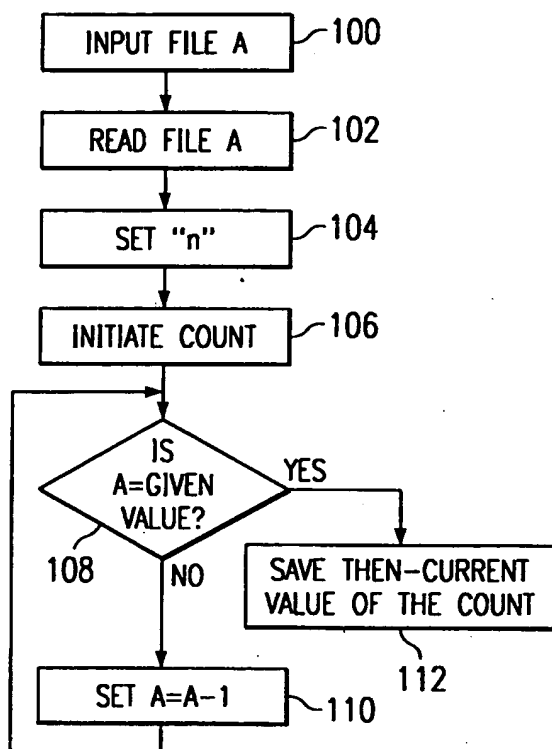 INPUT FILE A
100
READ FILE A
102
SET "n"
104
INITIATE COUNT
106
IS
A=GIVEN
VALUE?
108
YES
NO
SAVE THEN-CURRENT
VALUE OF THE COUNT
112
SET A=A-1
110